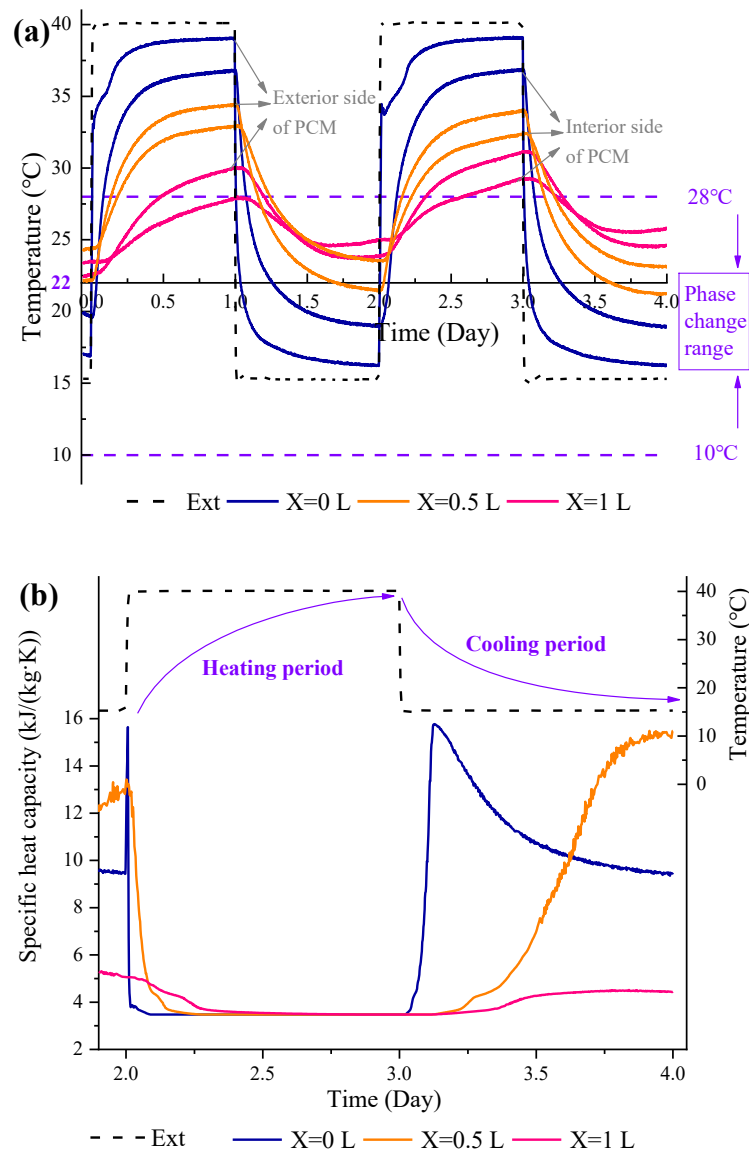 (a)
40
35
30
25
22
20
15
10
Temperature (°C)
Exterior side
of PCM
Interior side
of PCM
28℃
Phase
change
range
10℃
0.0 0.5 1.0 1.5 2.0 2.5 3.0 3.5 4.0
Time (Day)
Ext X=0 L X=0.5 L X=1 L
(b)
Heating period
Cooling period
16
14
12
10
8
6
4
2
Specific heat capacity (kJ/(kg·K))
40
30
20
10
0
Temperature (°C)
2.0 2.5 3.0 3.5 4.0
Time (Day)
Ext X=0 L X=0.5 L X=1 L